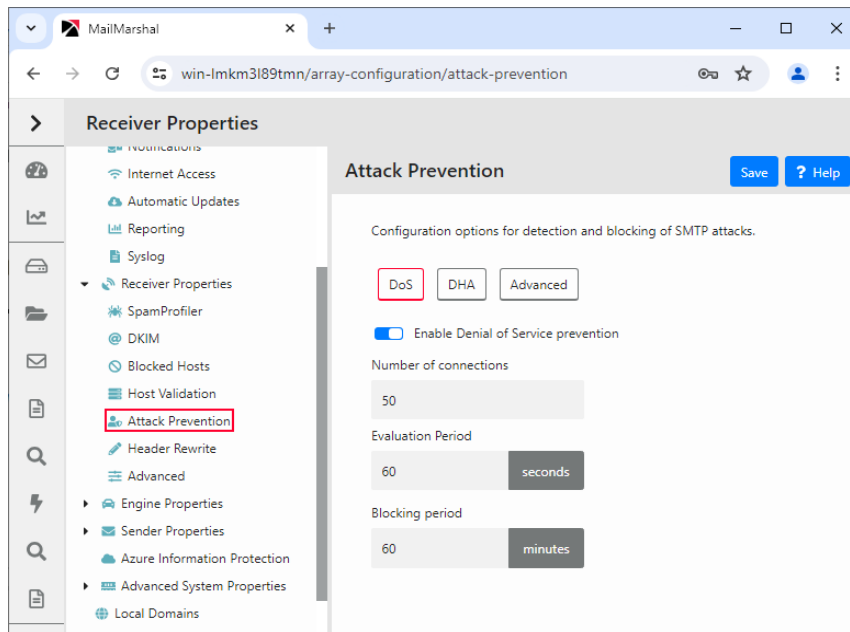 MailMarshal
win-lmkm3l89tmn/array-configuration/attack-prevention
Receiver Properties
Notifications
Internet Access
Automatic Updates
Reporting
Syslog
Receiver Properties
SpamProfiler
DKIM
Blocked Hosts
Host Validation
Attack Prevention
Header Rewrite
Advanced
Engine Properties
Sender Properties
Azure Information Protection
Advanced System Properties
Local Domains
Attack Prevention
Save
? Help
Configuration options for detection and blocking of SMTP attacks.
DoS DHA Advanced
Enable Denial of Service prevention
Number of connections
50
Evaluation Period
60 seconds
Blocking period
60 minutes